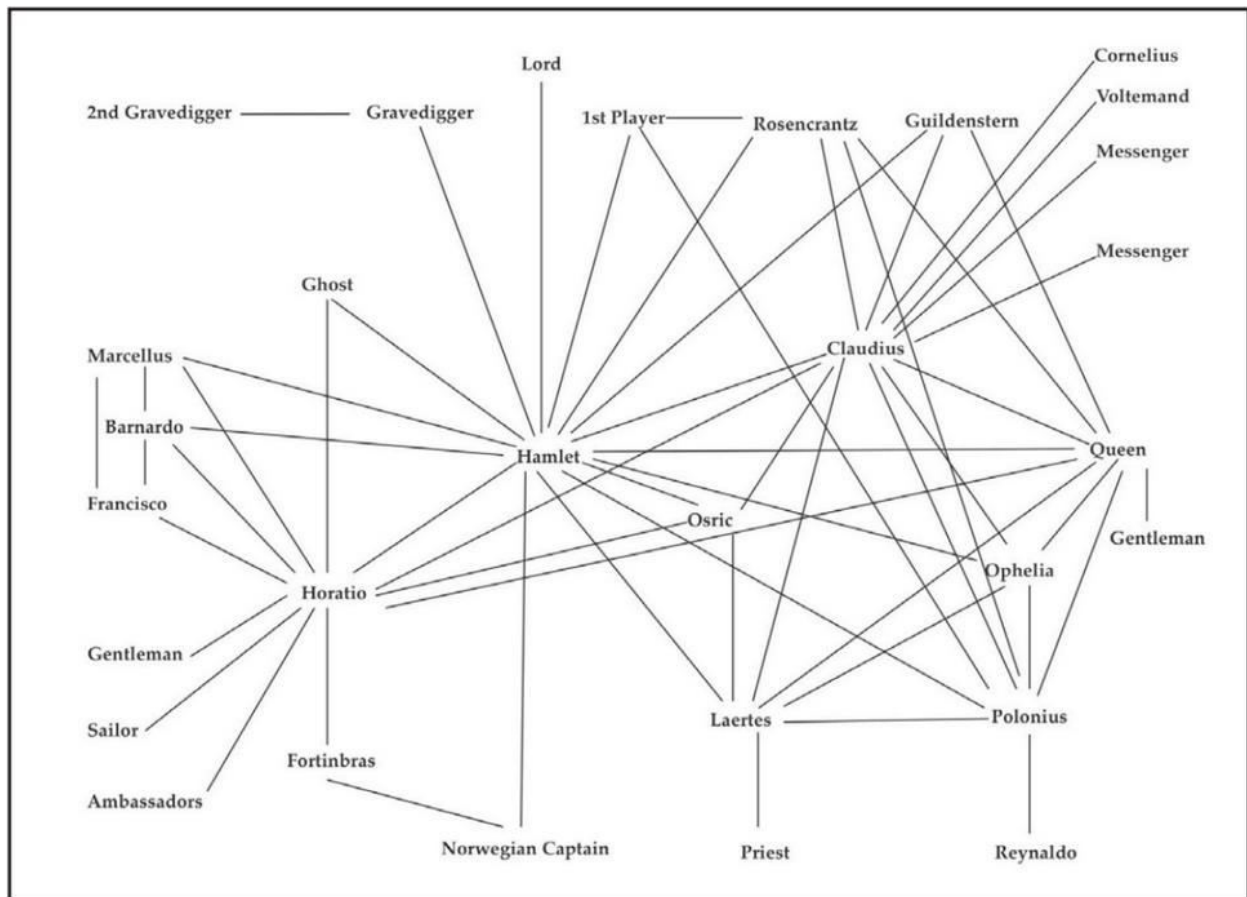 Lord
Cornelius
2nd Gravedigger
Gravedigger
1st Player
Rosencrantz
Guildenstern
Voltemand
Messenger
Messenger
Ghost
Marcellus
Claudius
Barnardo
Hamlet
Queen
Francisco
Osric
Gentleman
Ophelia
Horatio
Gentleman
Laertes
Polonius
Sailor
Fortinbras
Ambassadors
Norwegian Captain
Priest
Reynaldo